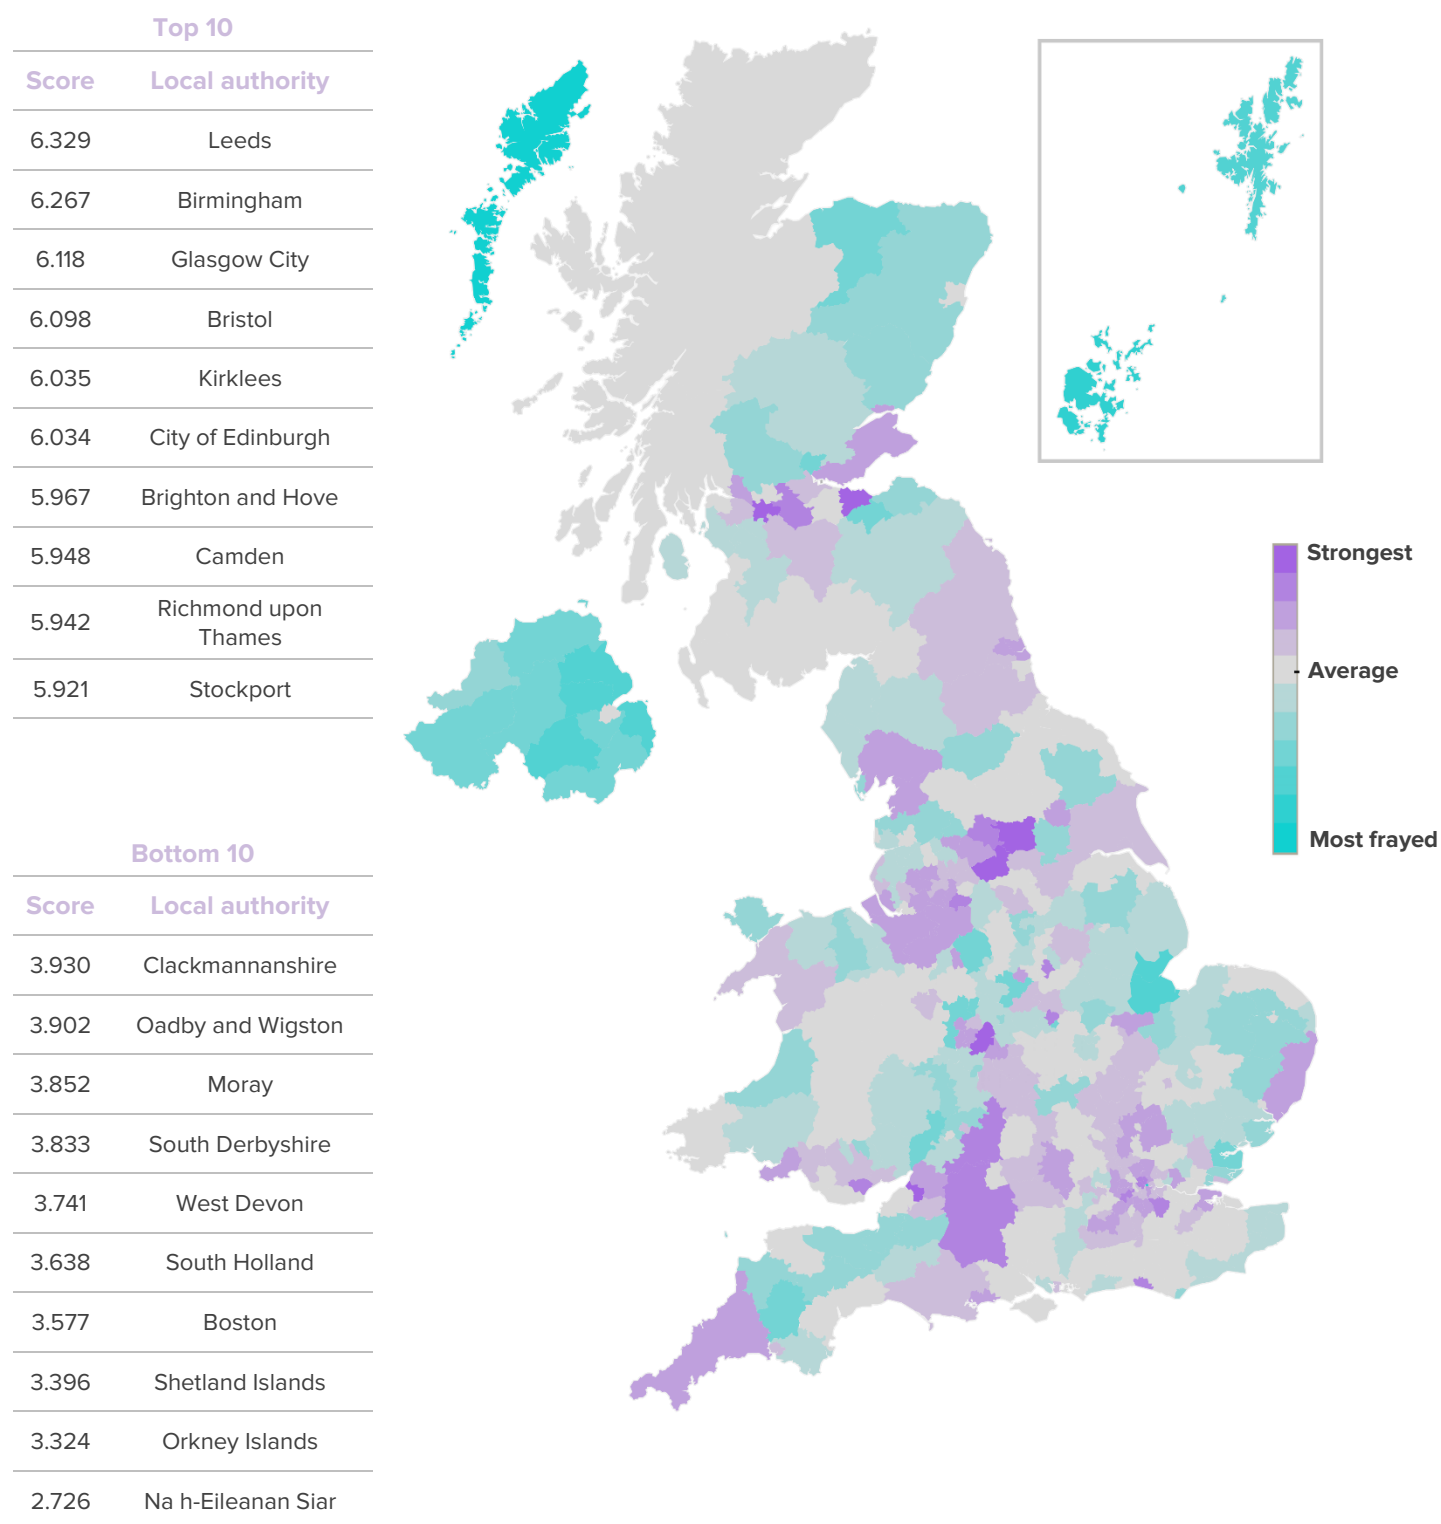 Top 10
Score Local authority
6.329 Leeds
6.267 Birmingham
6.118 Glasgow City
6.098 Bristol
6.035 Kirklees
6.034 City of Edinburgh
5.967 Brighton and Hove
5.948 Camden
5.942 Richmond upon
Thames
5.921 Stockport
Strongest
Average
Most frayed
Bottom 10
Score Local authority
3.930 Clackmannanshire
3.902 Oadby and Wigston
3.852 Moray
3.833 South Derbyshire
3.741 West Devon
3.638 South Holland
3.577 Boston
3.396 Shetland Islands
3.324 Orkney Islands
2.726 Na h-Eileanan Siar